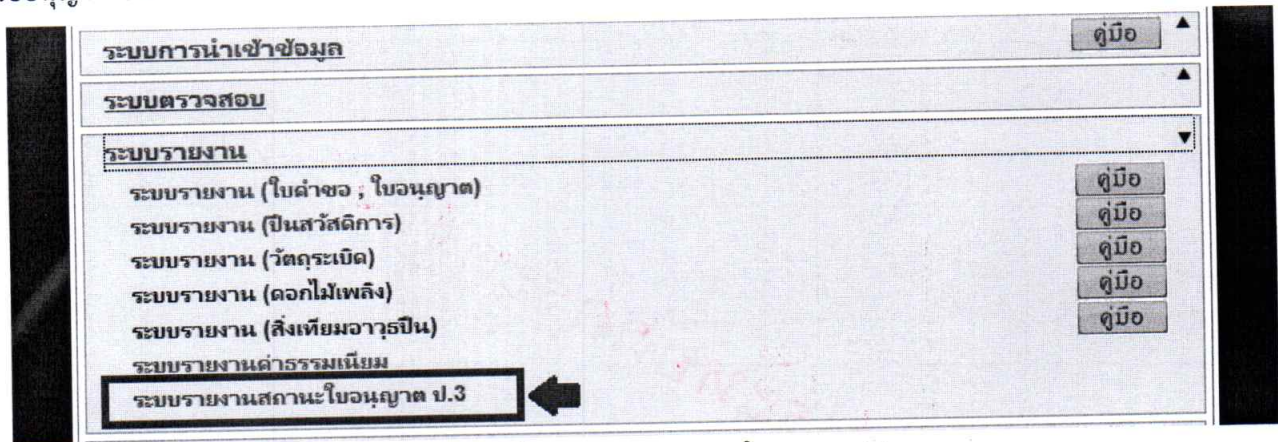 ระบบการนำเข้าข้อมูล คู่มือ ▲
ระบบตรวจสอบ ▲
ระบบรายงาน ▼
ระบบรายงาน (ใบคำขอ , ใบอนุญาต) คู่มือ
ระบบรายงาน (ปืนสวัสดิการ) คู่มือ
ระบบรายงาน (วัตถุระเบิด) คู่มือ
ระบบรายงาน (ดอกไม้เพลิง) คู่มือ
ระบบรายงาน (สิ่งเทียมอาวุธปืน) คู่มือ
ระบบรายงานค่าธรรมเนียม
ระบบรายงานสถานะใบอนุญาต ป.3